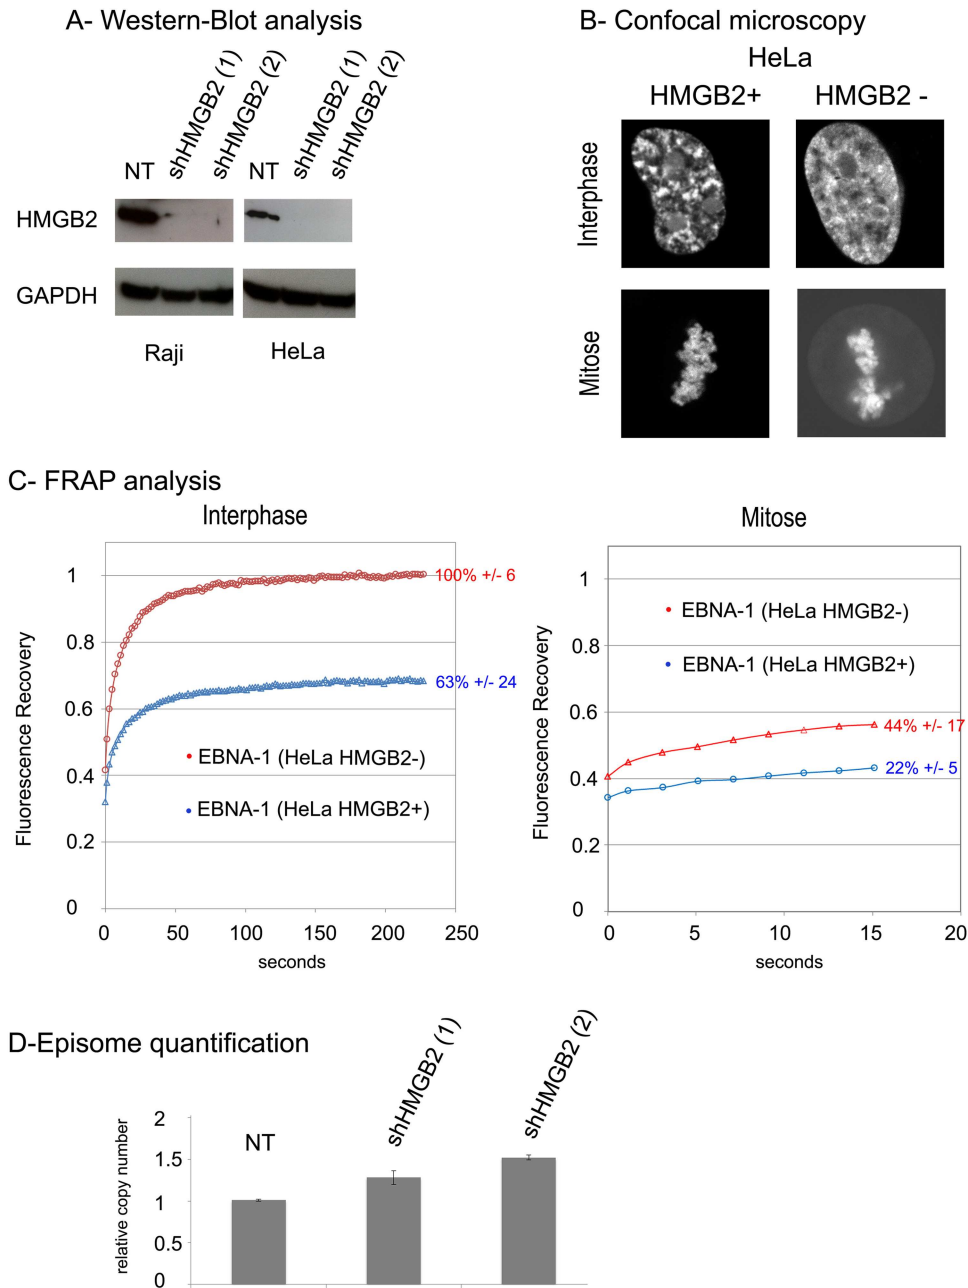 A- Western-Blot analysis
NT
shHMGB2 (1)
shHMGB2 (2)
NT
shHMGB2 (1)
shHMGB2 (2)
HMGB2
GAPDH
Raji
HeLa
B- Confocal microscopy
HeLa
HMGB2+
HMGB2 -
Interphase
Mitose
C- FRAP analysis
Interphase
Fluorescence Recovery
1
0.8
0.6
0.4
0.2
0
100% +/- 6
63% +/- 24
EBNA-1 (HeLa HMGB2-)
EBNA-1 (HeLa HMGB2+)
0 50 100 150 200 250
seconds
Mitose
Fluorescence Recovery
1
0.8
0.6
0.4
0.2
0
EBNA-1 (HeLa HMGB2-)
EBNA-1 (HeLa HMGB2+)
44% +/- 17
22% +/- 5
0 5 10 15 20
seconds
D-Episome quantification
relative copy number
2
1.5
1
0.5
0
NT
shHMGB2 (1)
shHMGB2 (2)